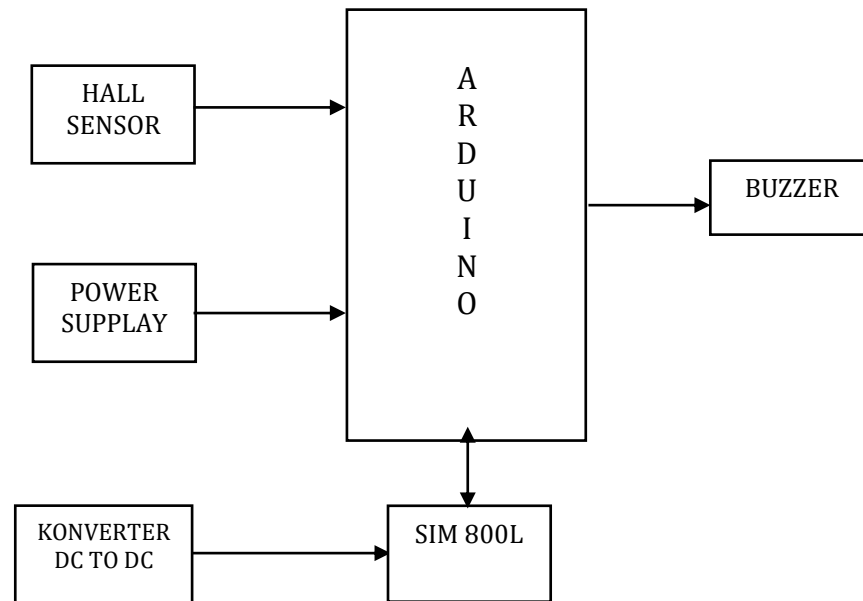 HALL
SENSOR
A
R
D
U
I
N
O
BUZZER
POWER
SUPPLAY
KONVERTER
DC TO DC
SIM 800L